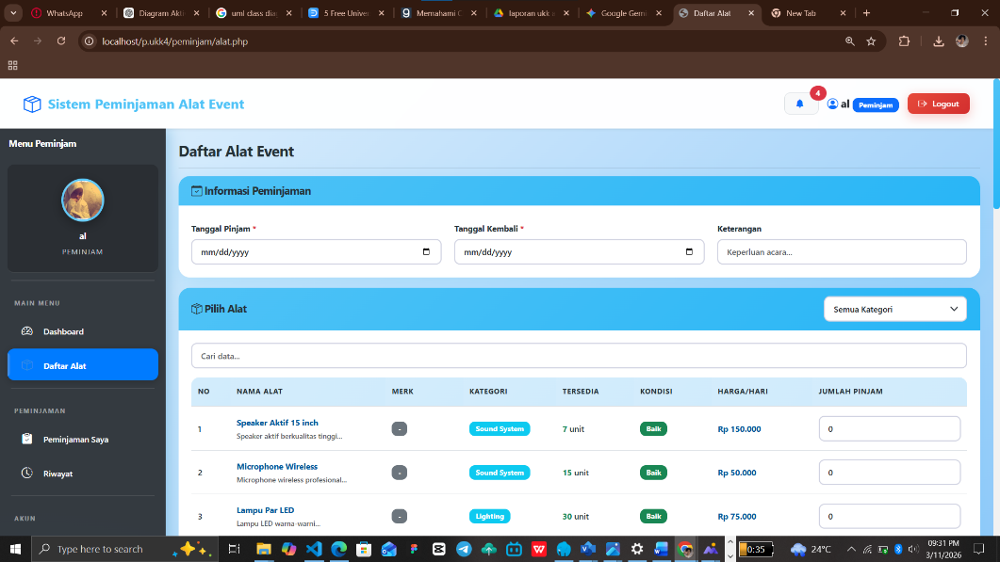 WhatsApp
Diagram Akti
uml class dia
5 Free Univer
Memahami C
laporan ukk a
Google Gemi
Daftar Alat
New Tab
localhost/p.ukk4/peminjam/alat.php
Sistem Peminjaman Alat Event
4
al
Peminjam
Logout
Menu Peminjam
al
PEMINJAM
MAIN MENU
Dashboard
Daftar Alat
PEMINJAMAN
Peminjaman Saya
Riwayat
AKUN
Daftar Alat Event
Informasi Peminjaman
Tanggal Pinjam *
Tanggal Kembali *
Keterangan
mm/dd/yyyy
mm/dd/yyyy
Keperluan acara...
Pilih Alat
Semua Kategori
Cari data...
NO NAMA ALAT MERK KATEGORI TERSEDIA KONDISI HARGA/HARI JUMLAH PINJAM
1 Speaker Aktif 15 inch - Sound System 7 unit Baik Rp 150.000 0
Speaker aktif berkualitas tinggi...
2 Microphone Wireless - Sound System 15 unit Baik Rp 50.000 0
Microphone wireless profesional...
3 Lampu Par LED - Lighting 30 unit Baik Rp 75.000 0
Lampu LED warna-warni...
Type here to search
0:35
24°C
09:31 PM
3/11/2026